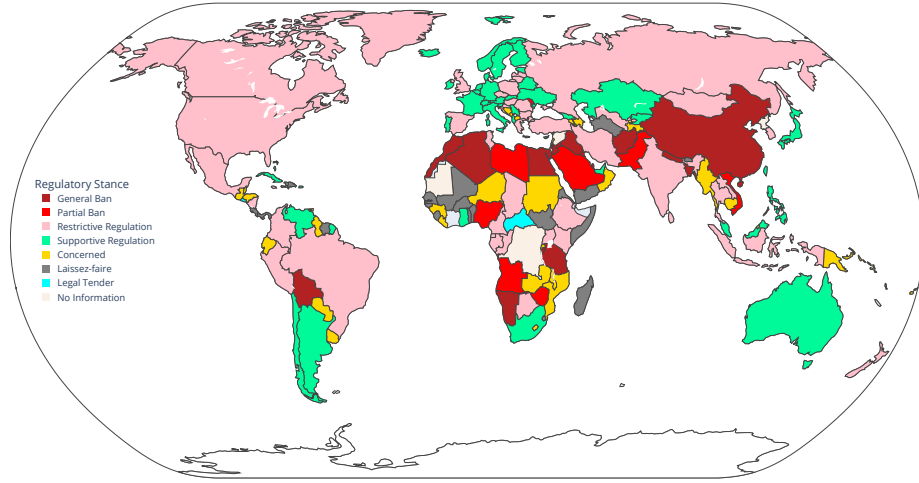 Regulatory Stance
General Ban
Partial Ban
Restrictive Regulation
Supportive Regulation
Concerned
Laissez-faire
Legal Tender
No Information